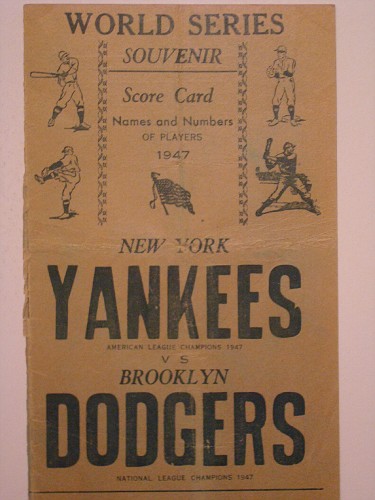 WORLD SERIES
SOUVENIR
Score Card
Names and Numbers
OF PLAYERS
1947
NEW YORK
YANKEES
AMERICAN LEAGUE CHAMPIONS 1947
VS
BROOKLYN
DODGERS
NATIONAL LEAGUE CHAMPIONS 1947